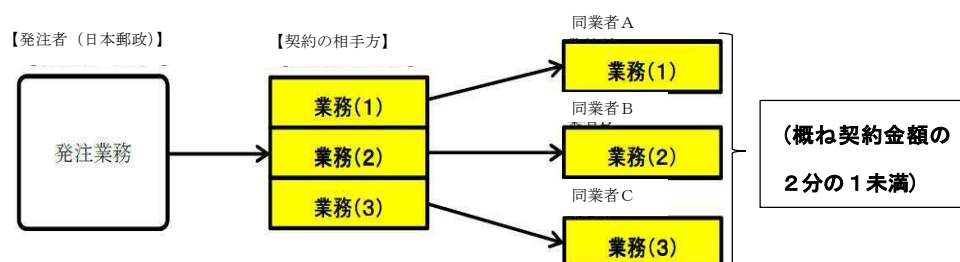 【発注者（日本郵政）】
【契約の相手方】
発注業務
業務(1)
業務(2)
業務(3)
同業者A
業務(1)
同業者B
業務(2)
同業者C
業務(3)
(概ね契約金額の
２分の１未満)